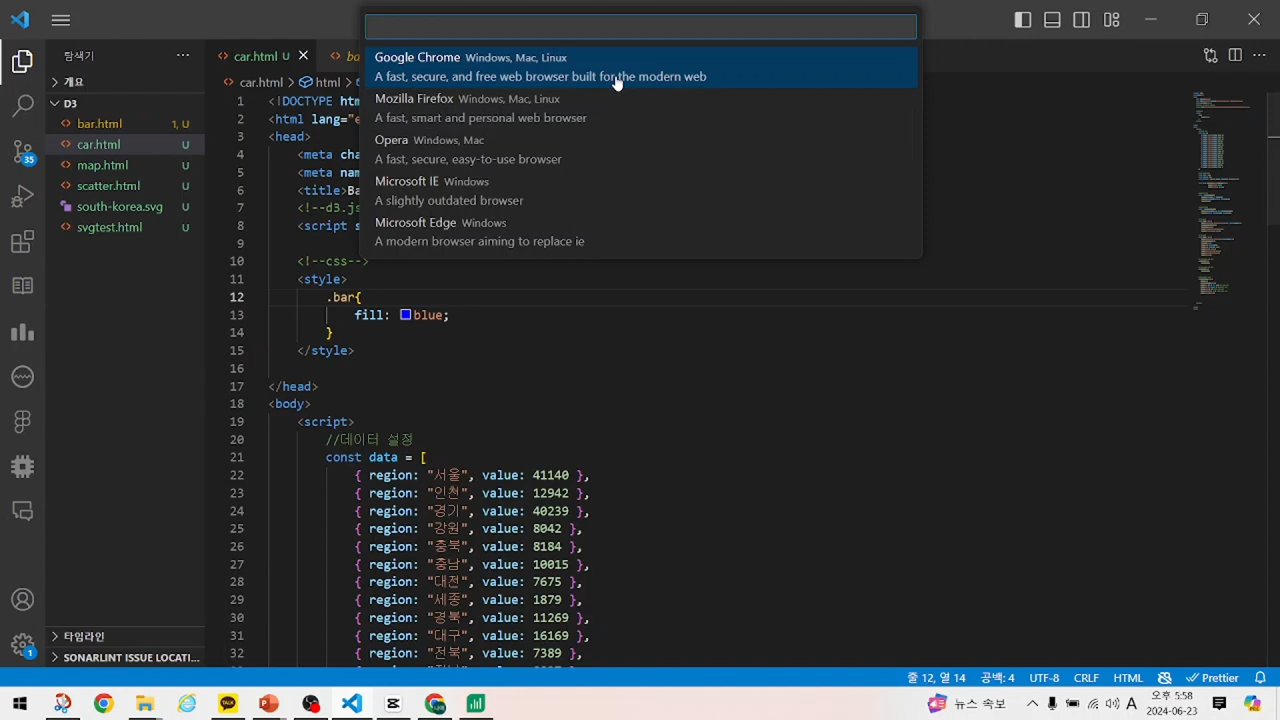 탐색기
개요
D3
bar.html 1, U
car.html U
map.html U
scatter.html U
south-korea.svg U
svgtest.html U
타임라인
SONARLINT ISSUE LOCATI...
35
1
car.html U
car.html > html >
Google Chrome Windows, Mac, Linux
A fast, secure, and free web browser built for the modern web
Mozilla Firefox Windows, Mac, Linux
A fast, smart and personal web browser
Opera Windows, Mac
A fast, secure, easy-to-use browser
Microsoft IE Windows
A slightly outdated browser
Microsoft Edge Windows
A modern browser aiming to replace ie
1 <!DOCTYPE
2 <html
3 <head>
4 <meta
5 <meta
6 <title>
7 <!--d3.js
8 <script
9
10 <!--css-->
11 <style>
12 .bar{
13 fill: blue;
14 }
15 </style>
16
17 </head>
18 <body>
19 <script>
20 //데이터 설정
21 const data = [
22 { region: "서울", value: 41140 },
23 { region: "인천", value: 12942 },
24 { region: "경기", value: 40239 },
25 { region: "강원", value: 8042 },
26 { region: "충북", value: 8184 },
27 { region: "충남", value: 10015 },
28 { region: "대전", value: 7675 },
29 { region: "세종", value: 1879 },
30 { region: "경북", value: 11269 },
31 { region: "대구", value: 16169 },
32 { region: "전북", value: 7389 },
줄 12, 열 14 공백: 4 UTF-8 CRLF HTML Prettier
TALK
뉴스 속보
A
오후 5:58
2024-06-23